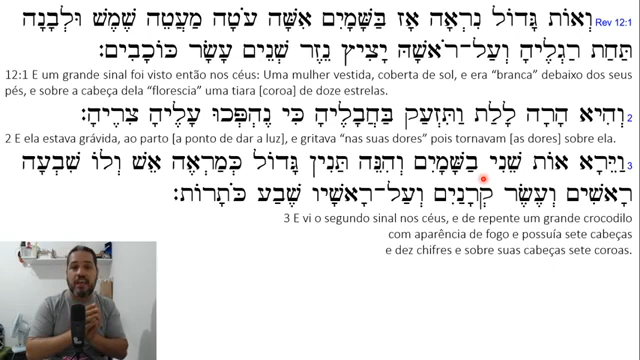 Rev 12:1 וְאוֹת גָּדוֹל נִרְאָה אָז בַּשָּׁמָיִם אִשָּׁה עֹטָה מַעֲטֵה שֶׁמֶשׁ וּלְבָנָה
תַּחַת רַגְלֶיהָ וְעַל־רֹאשָׁהּ יָצִיץ נֵזֶר שְׁנֵים עָשָׂר כּוֹכָבִים׃
12:1 E um grande sinal foi visto então nos céus: Uma mulher vestida, coberta de sol, e era “branca” debaixo dos seus
pés, e sobre a cabeça dela “florescia” uma tiara [coroa] de doze estrelas.
2 וְהִיא הָרָה לָלַת וַתִּזְעַק בַּחֲבָלֶיהָ כִּי נֶהְפְּכוּ עָלֶיהָ צִרֶיהָ׃
2 E ela estava grávida, ao parto [a ponto de dar a luz], e gritava “nas suas dores” pois tornavam [as dores] sobre ela.
3 וַיֵּרָא אוֹת שֵׁנִי בַּשָּׁמָיִם וְהִנֵּה תַּנִּין גָּדוֹל כְּמַרְאֵה אֵשׁ וְלוֹ שִׁבְעָה
רָאשִׁים וְעֶשֶׂר קְרָנַיִם וְעַל־רָאשָׁיו שֶׁבַע כֹּתָרוֹת׃
3 E vi o segundo sinal nos céus, e de repente um grande crocodilo
com aparência de fogo e possuía sete cabeças
e dez chifres e sobre suas cabeças sete coroas.